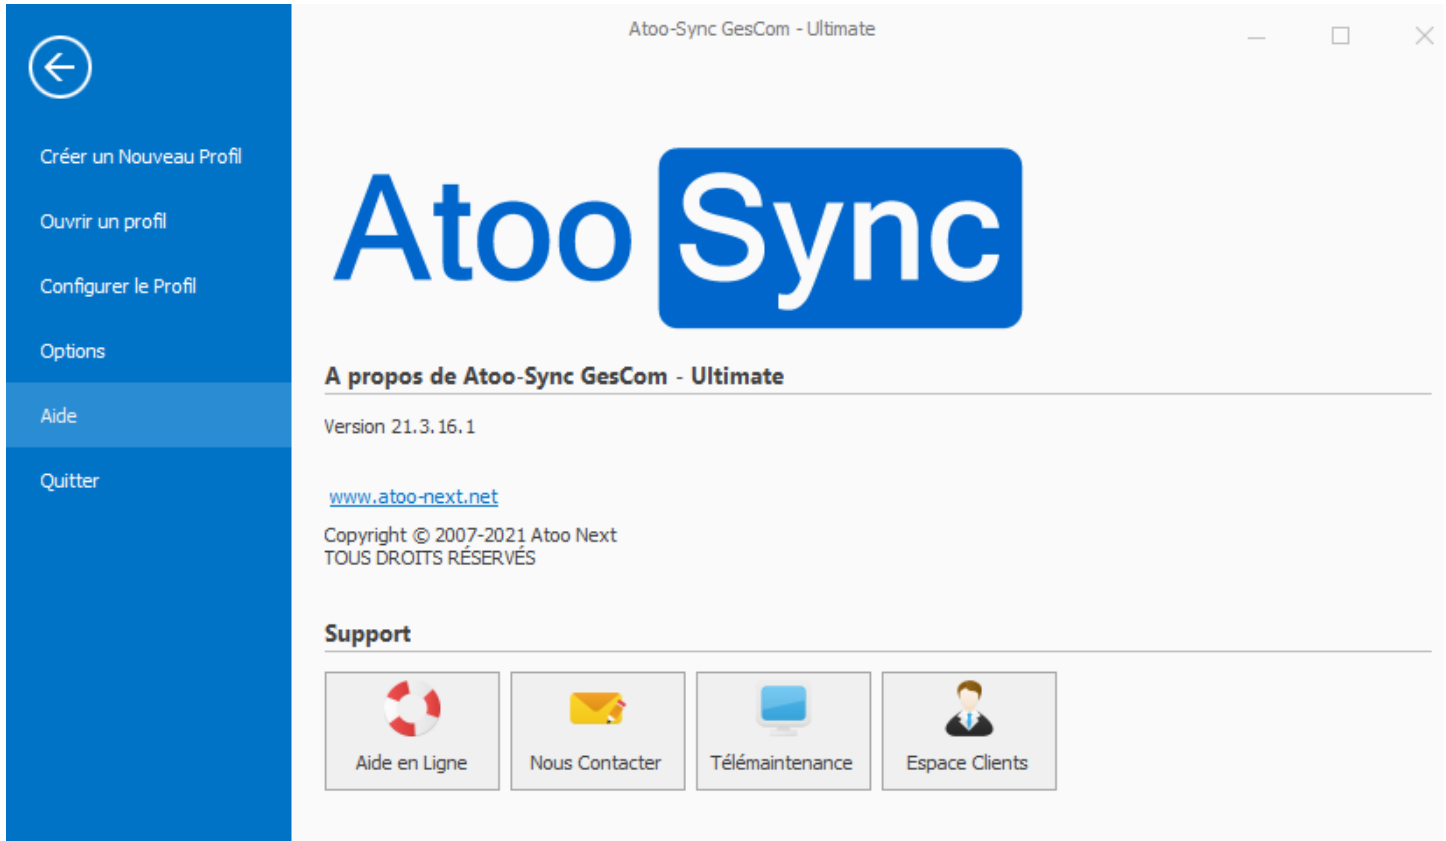 Atoo-Sync GesCom - Ultimate
Créer un Nouveau Profil
Ouvrir un profil
Configurer le Profil
Options
Aide
Quitter
Atoo Sync
A propos de Atoo-Sync GesCom - Ultimate
Version 21.3.16.1
www.atoo-next.net
Copyright © 2007-2021 Atoo Next
TOUS DROITS RÉSERVÉS
Support
Aide en Ligne
Nous Contacter
Télémaintenance
Espace Clients